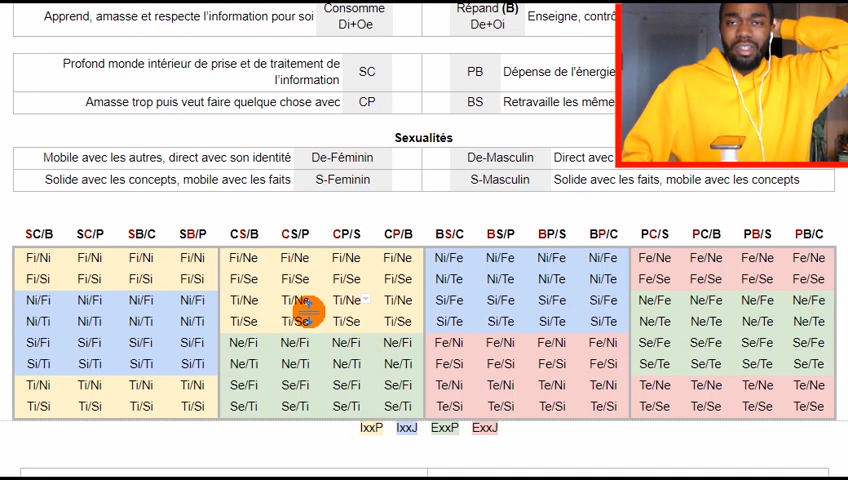 Consomme Répand (B)
Apprend, amasse et respecte l'information pour soi Di+Oe De+Oi Enseigne, contrô
Profond monde intérieur de prise et de traitement de
l'information SC PB Dépense de l'énergie
Amasse trop puis veut faire quelque chose avec CP BS Retravaille les même
Sexualités
Mobile avec les autres, direct avec son identité De-Féminin De-Masculin Direct avec
Solide avec les concepts, mobile avec les faits S-Feminin S-Masculin Solide avec les faits, mobile avec les concepts
SC/B SC/P SB/C SB/P CS/B CS/P CP/S CP/B BS/C BS/P BP/S BP/C PC/S PC/B PB/S PB/C
Fi/Ni Fi/Ni Fi/Ni Fi/Ni Fi/Ne Fi/Ne Fi/Ne Fi/Ne Ni/Fe Ni/Fe Ni/Fe Ni/Fe Fe/Ne Fe/Ne Fe/Ne Fe/Ne
Fi/Si Fi/Si Fi/Si Fi/Si Fi/Se Fi/Se Fi/Se Fi/Se Ni/Te Ni/Te Ni/Te Ni/Te Fe/Se Fe/Se Fe/Se Fe/Se
Ni/Fi Ni/Fi Ni/Fi Ni/Fi Ti/Ne Ti/Ne Ti/Ne Ti/Ne Si/Fe Si/Fe Si/Fe Si/Fe Ne/Fe Ne/Fe Ne/Fe Ne/Fe
Ni/Ti Ni/Ti Ni/Ti Ni/Ti Ti/Se Ti/Se Ti/Se Ti/Se Si/Te Si/Te Si/Te Si/Te Ne/Te Ne/Te Ne/Te Ne/Te
Si/Fi Si/Fi Si/Fi Si/Fi Ne/Fi Ne/Fi Ne/Fi Ne/Fi Fe/Ni Fe/Ni Fe/Ni Fe/Ni Se/Fe Se/Fe Se/Fe Se/Fe
Si/Ti Si/Ti Si/Ti Si/Ti Ne/Ti Ne/Ti Ne/Ti Ne/Ti Fe/Si Fe/Si Fe/Si Fe/Si Se/Te Se/Te Se/Te Se/Te
Ti/Ni Ti/Ni Ti/Ni Ti/Ni Se/Fi Se/Fi Se/Fi Se/Fi Te/Ni Te/Ni Te/Ni Te/Ni Te/Ne Te/Ne Te/Ne Te/Ne
Ti/Si Ti/Si Ti/Si Ti/Si Se/Ti Se/Ti Se/Ti Se/Ti Te/Si Te/Si Te/Si Te/Si Te/Se Te/Se Te/Se Te/Se
IxxP IxxJ ExxP ExxJ